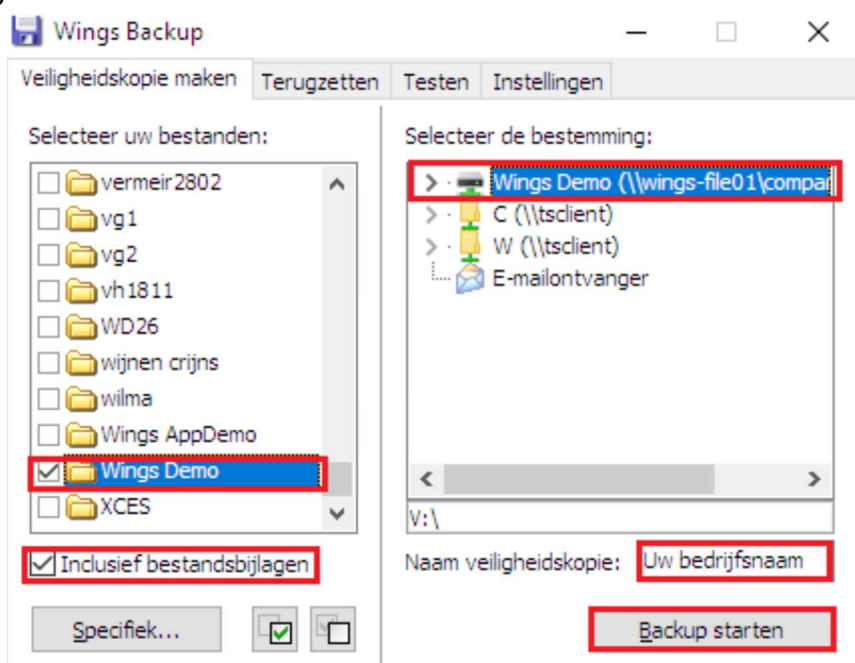 Wings Backup
Veiligheidskopie maken
Terugzetten
Testen
Instellingen
Selecteer uw bestanden:
vermeir2802
vg1
vg2
vh1811
WD26
wijnen crijns
wilma
Wings AppDemo
Wings Demo
XCES
Inclusief bestandsbijlagen
Specifiek...
Selecteer de bestemming:
Wings Demo (\\wings-file01\compa
C (\\tsclient)
W (\\tsclient)
E-mailontvanger
V:\
Naam veiligheidskopie:
Uw bedrijfsnaam
Backup starten